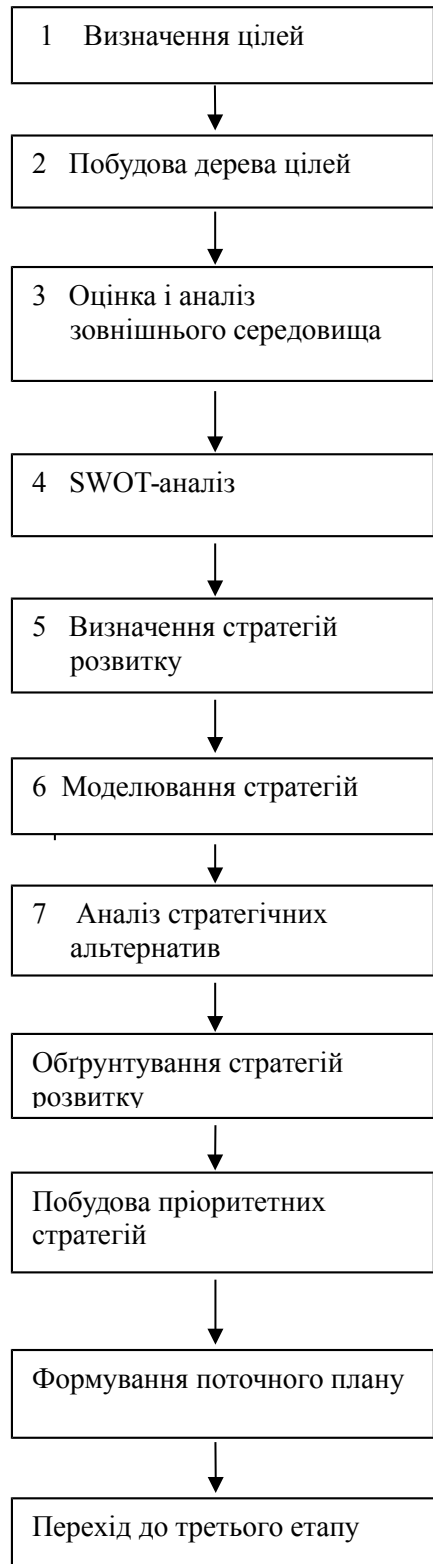 1 Визначення цілей
2 Побудова дерева цілей
3 Оцінка і аналіз
зовнішнього середовища
4 SWOT-аналіз
5 Визначення стратегій
розвитку
6 Моделювання стратегій
7 Аналіз стратегічних
альтернатив
Обґрунтування стратегій
розвитку
Побудова пріоритетних
стратегій
Формування поточного плану
Перехід до третього етапу